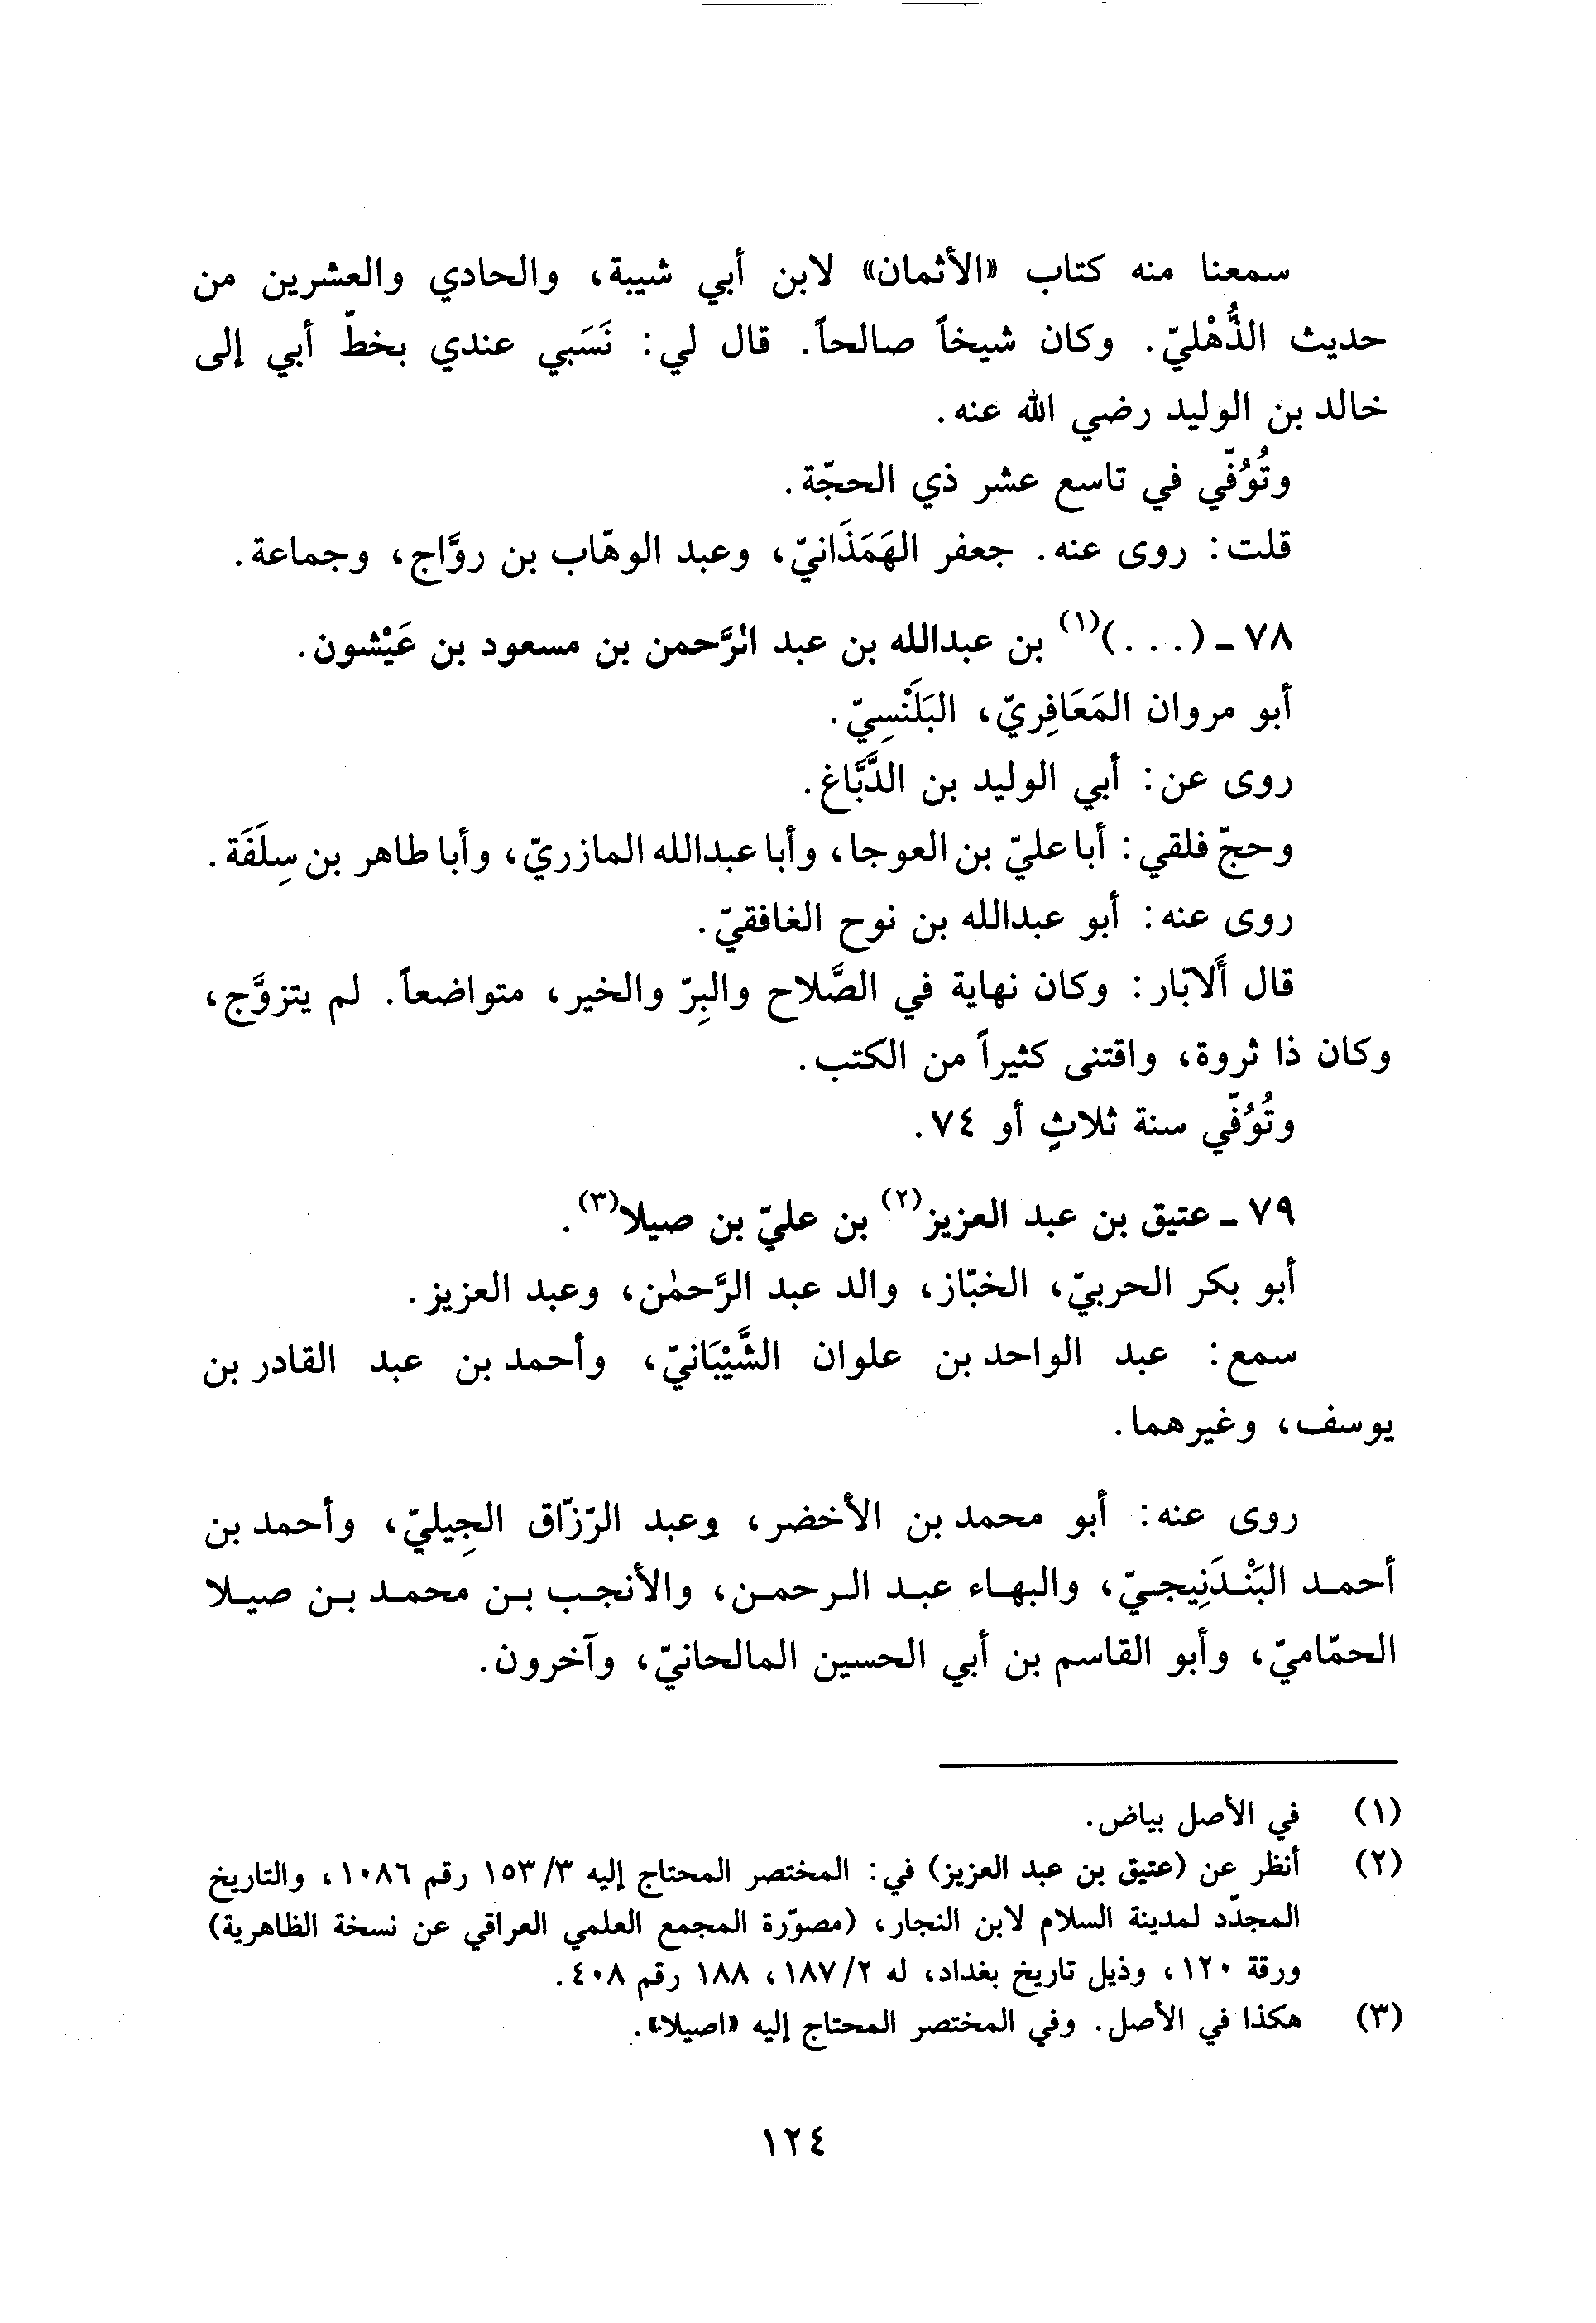 سمعنا منه كتاب «الأثمان» لابن أبي شيبة، والحادي والعشرين من
حديث الذُّهْليّ. وكان شيخاً صالحاً. قال لي: نَسَبي عندي بخطّ أبي إلى
خالد بن الوليد رضي الله عنه.
وتُوُفّي في تاسع عشر ذي الحجّة.
قلت: روى عنه. جعفر الهَمَذَانيّ، وعبد الوهّاب بن روَّاج، وجماعة.
٧٨ ـ (...)(١) بن عبدالله بن عبد الرَّحمن بن مسعود بن عَيْشون.
أبو مروان المَعَافِريّ، البَلَنْسِيّ.
روى عن: أبي الوليد بن الدَّبَّاغ.
وحجّ فلقي: أبا عليّ بن العوجا، وأبا عبدالله المازريّ، وأبا طاهر بن سِلَفَة.
روى عنه: أبو عبدالله بن نوح الغافقيّ.
قال أَلابّار: وكان نهاية في الصَّلاح والبِرّ والخير، متواضعاً. لم يتزوَّج،
وكان ذا ثروة، واقتنى كثيراً من الكتب.
وتُوُفّي سنة ثلاثٍ أو ٧٤.
٧٩ ـ عتيق بن عبد العزيز(٢) بن عليّ بن صيلا(٣).
أبو بكر الحربيّ، الخبّاز، والد عبد الرَّحمٰن، وعبد العزيز.
سمع: عبد الواحد بن علوان الشَّيْبَانيّ، وأحمد بن عبد القادر بن
يوسف، وغيرهما.
روى عنه: أبو محمد بن الأخضر، وعبد الرّزّاق الجِيليّ، وأحمد بن
أحمد البَنْدَنِيجيّ، والبهاء عبد الرحمن، والأنجب بن محمد بن صيلا
الحمّاميّ، وأبو القاسم بن أبي الحسين المالحانيّ، وآخرون.
(١) في الأصل بياض.
(٢) أنظر عن (عتيق بن عبد العزيز) في: المختصر المحتاج إليه ٣/ ١٥٣ رقم ١٠٨٦، والتاريخ
المجدّد لمدينة السلام لابن النجار، (مصوّرة المجمع العلمي العراقي عن نسخة الظاهرية)
ورقة ١٢٠، وذيل تاريخ بغداد، له ٢/ ١٨٧، ١٨٨ رقم ٤٠٨.
(٣) هكذا في الأصل. وفي المختصر المحتاج إليه «اصيلا».
١٢٤